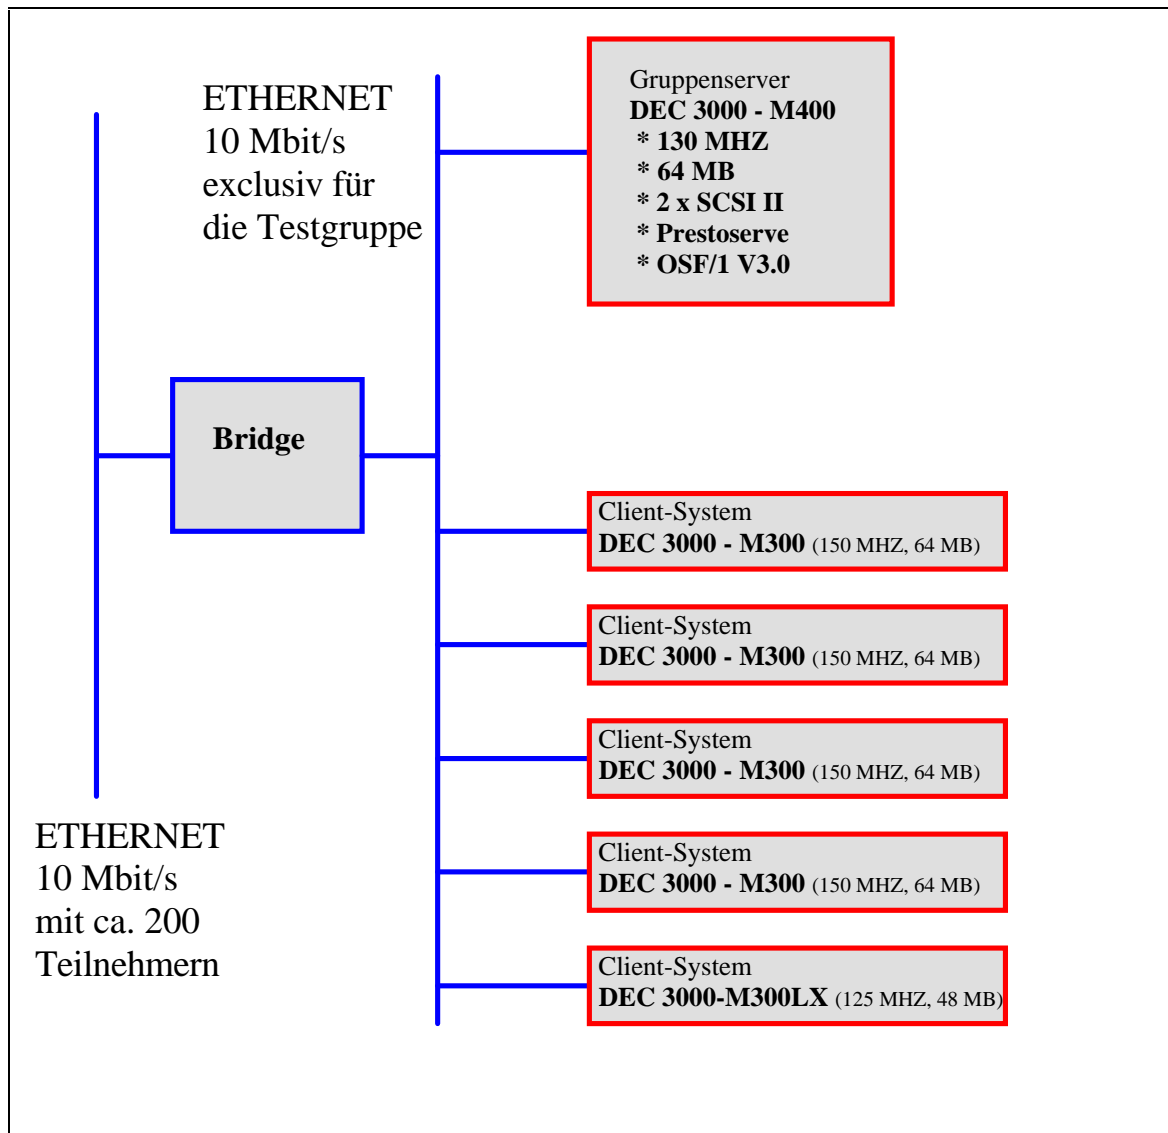 ETHERNET
10 Mbit/s
exclusiv für
die Testgruppe
Gruppenserver
DEC 3000 - M400
* 130 MHZ
* 64 MB
* 2 x SCSI II
* Prestoserve
* OSF/1 V3.0
Bridge
Client-System
DEC 3000 - M300 (150 MHZ, 64 MB)
Client-System
DEC 3000 - M300 (150 MHZ, 64 MB)
Client-System
DEC 3000 - M300 (150 MHZ, 64 MB)
Client-System
DEC 3000 - M300 (150 MHZ, 64 MB)
Client-System
DEC 3000-M300LX (125 MHZ, 48 MB)
ETHERNET
10 Mbit/s
mit ca. 200
Teilnehmern